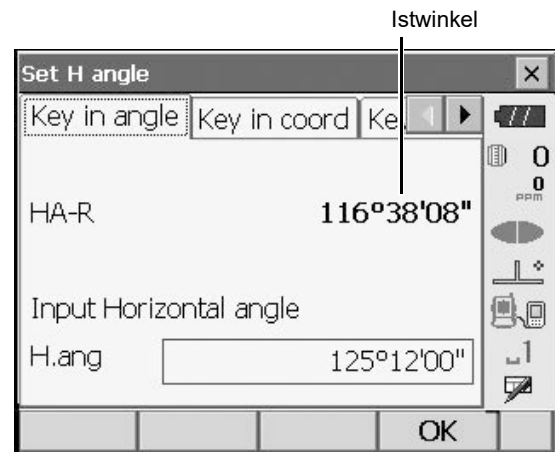 Istwinkel
Set H angle
Key in angle Key in coord Ke
0
0
PPM
HA-R 116°38'08"
Input Horizontal angle
H.ang 125°12'00"
1
OK